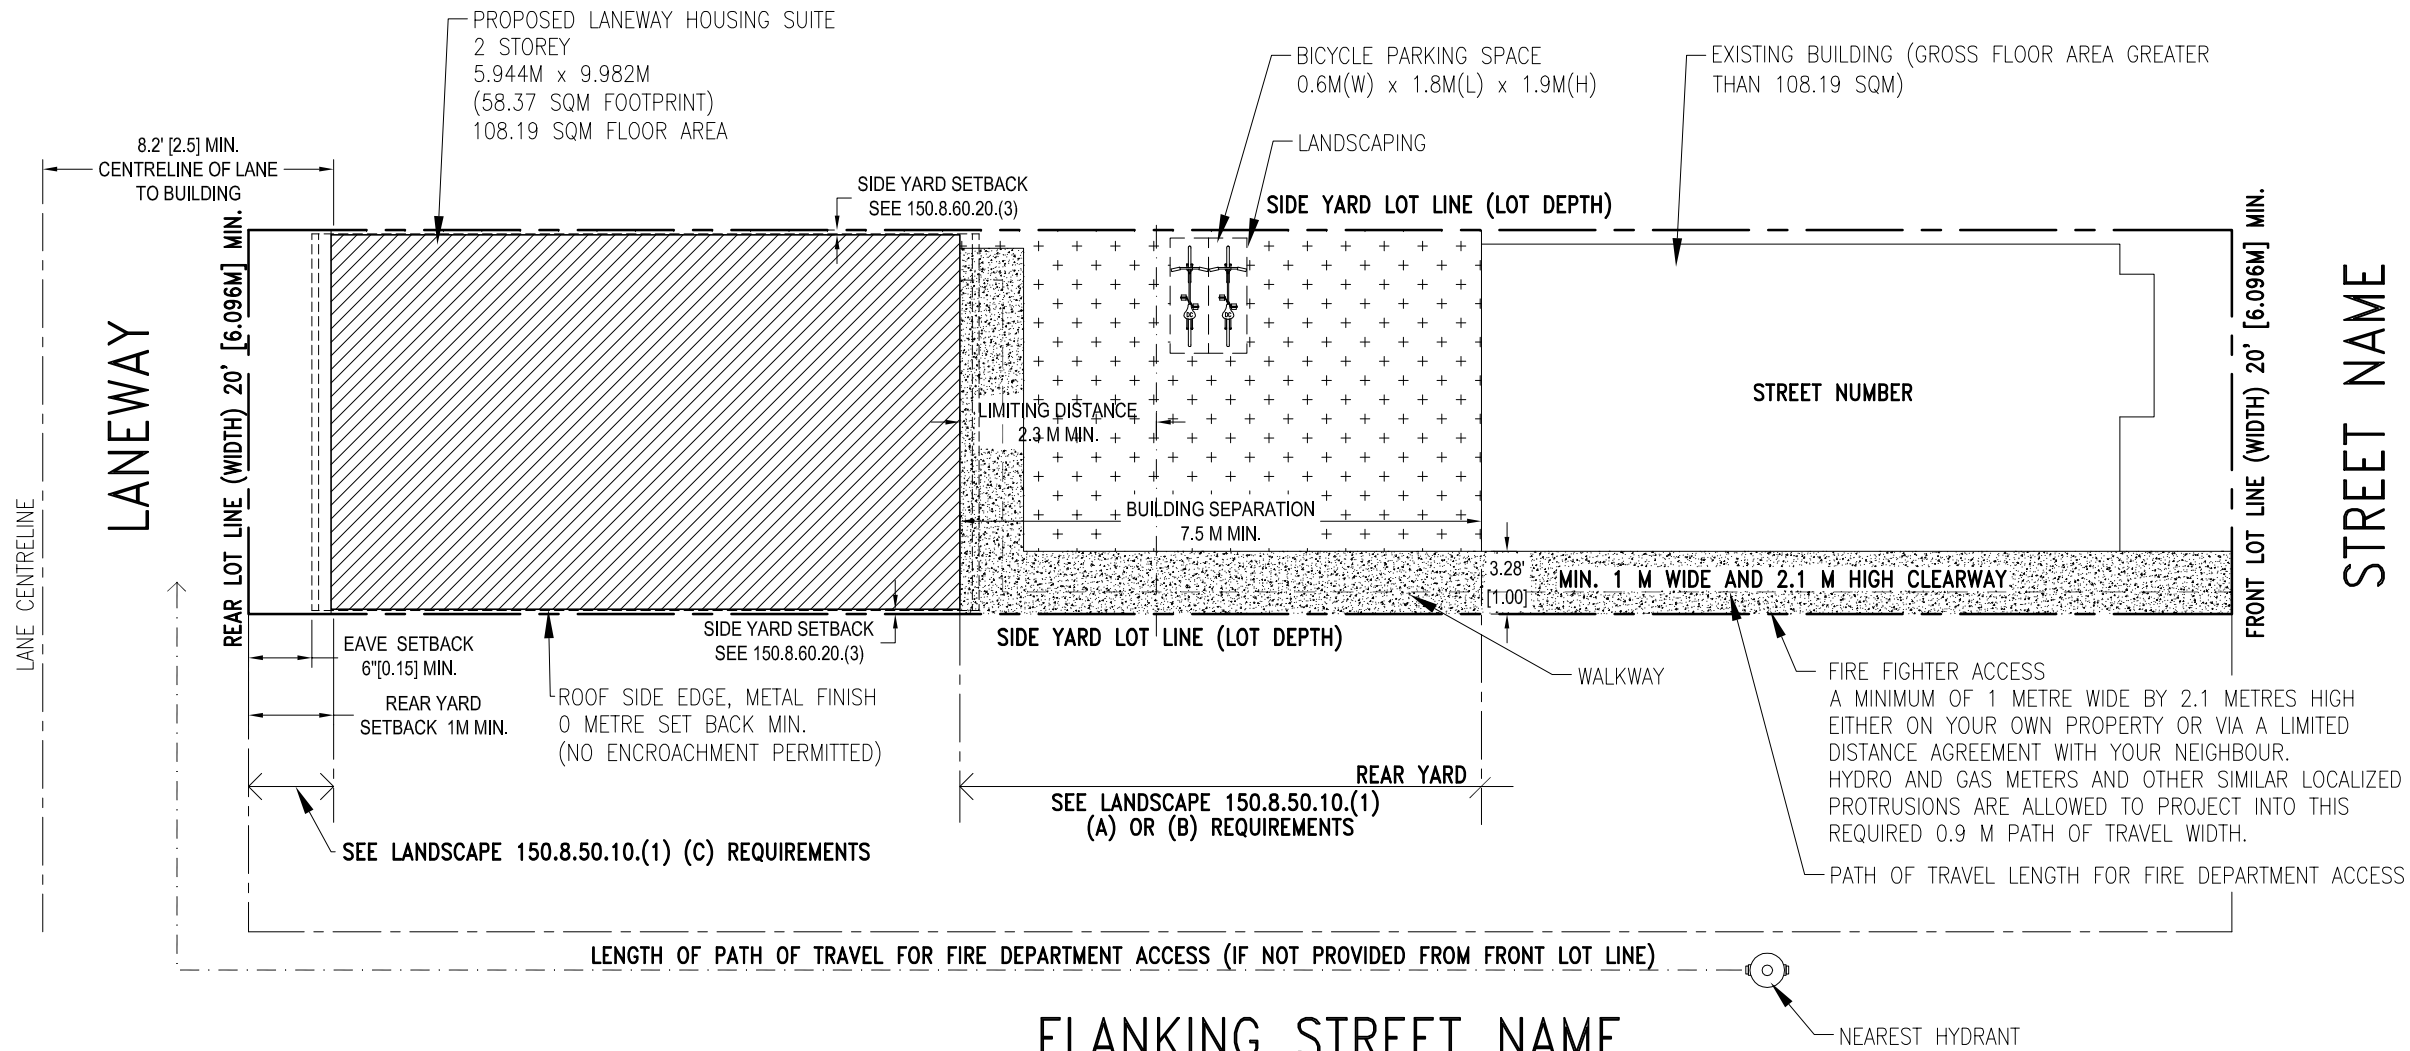 PROPOSED LANEWAY HOUSING SUITE
2 STOREY
5.944M x 9.982M
(58.37 SQM FOOTPRINT)
108.19 SQM FLOOR AREA
BICYCLE PARKING SPACE
0.6M(W) x 1.8M(L) x 1.9M(H)
EXISTING BUILDING (GROSS FLOOR AREA GREATER
THAN 108.19 SQM)
LANDSCAPING
8.2' [2.5] MIN.
CENTRELINE OF LANE
TO BUILDING
SIDE YARD SETBACK
SEE 150.8.60.20.(3)
SIDE YARD LOT LINE (LOT DEPTH)
LANE CENTRELINE
LANEWAY
REAR LOT LINE (WIDTH) 20' [6.096M] MIN.
LIMITING DISTANCE
2.3 M MIN.
BUILDING SEPARATION
7.5 M MIN.
STREET NUMBER
FRONT LOT LINE (WIDTH) 20' [6.096M] MIN.
STREET NAME
3.28'
[1.00]
MIN. 1 M WIDE AND 2.1 M HIGH CLEARWAY
EAVE SETBACK
6"[0.15] MIN.
REAR YARD
SETBACK 1M MIN.
SIDE YARD SETBACK
SEE 150.8.60.20.(3)
SIDE YARD LOT LINE (LOT DEPTH)
ROOF SIDE EDGE, METAL FINISH
0 METRE SET BACK MIN.
(NO ENCROACHMENT PERMITTED)
WALKWAY
FIRE FIGHTER ACCESS
A MINIMUM OF 1 METRE WIDE BY 2.1 METRES HIGH
EITHER ON YOUR OWN PROPERTY OR VIA A LIMITED
DISTANCE AGREEMENT WITH YOUR NEIGHBOUR.
HYDRO AND GAS METERS AND OTHER SIMILAR LOCALIZED
PROTRUSIONS ARE ALLOWED TO PROJECT INTO THIS
REQUIRED 0.9 M PATH OF TRAVEL WIDTH.
REAR YARD
SEE LANDSCAPE 150.8.50.10.(1)
(A) OR (B) REQUIREMENTS
SEE LANDSCAPE 150.8.50.10.(1) (C) REQUIREMENTS
PATH OF TRAVEL LENGTH FOR FIRE DEPARTMENT ACCESS
LENGTH OF PATH OF TRAVEL FOR FIRE DEPARTMENT ACCESS (IF NOT PROVIDED FROM FRONT LOT LINE)
FLANKING STREET NAME
NEAREST HYDRANT